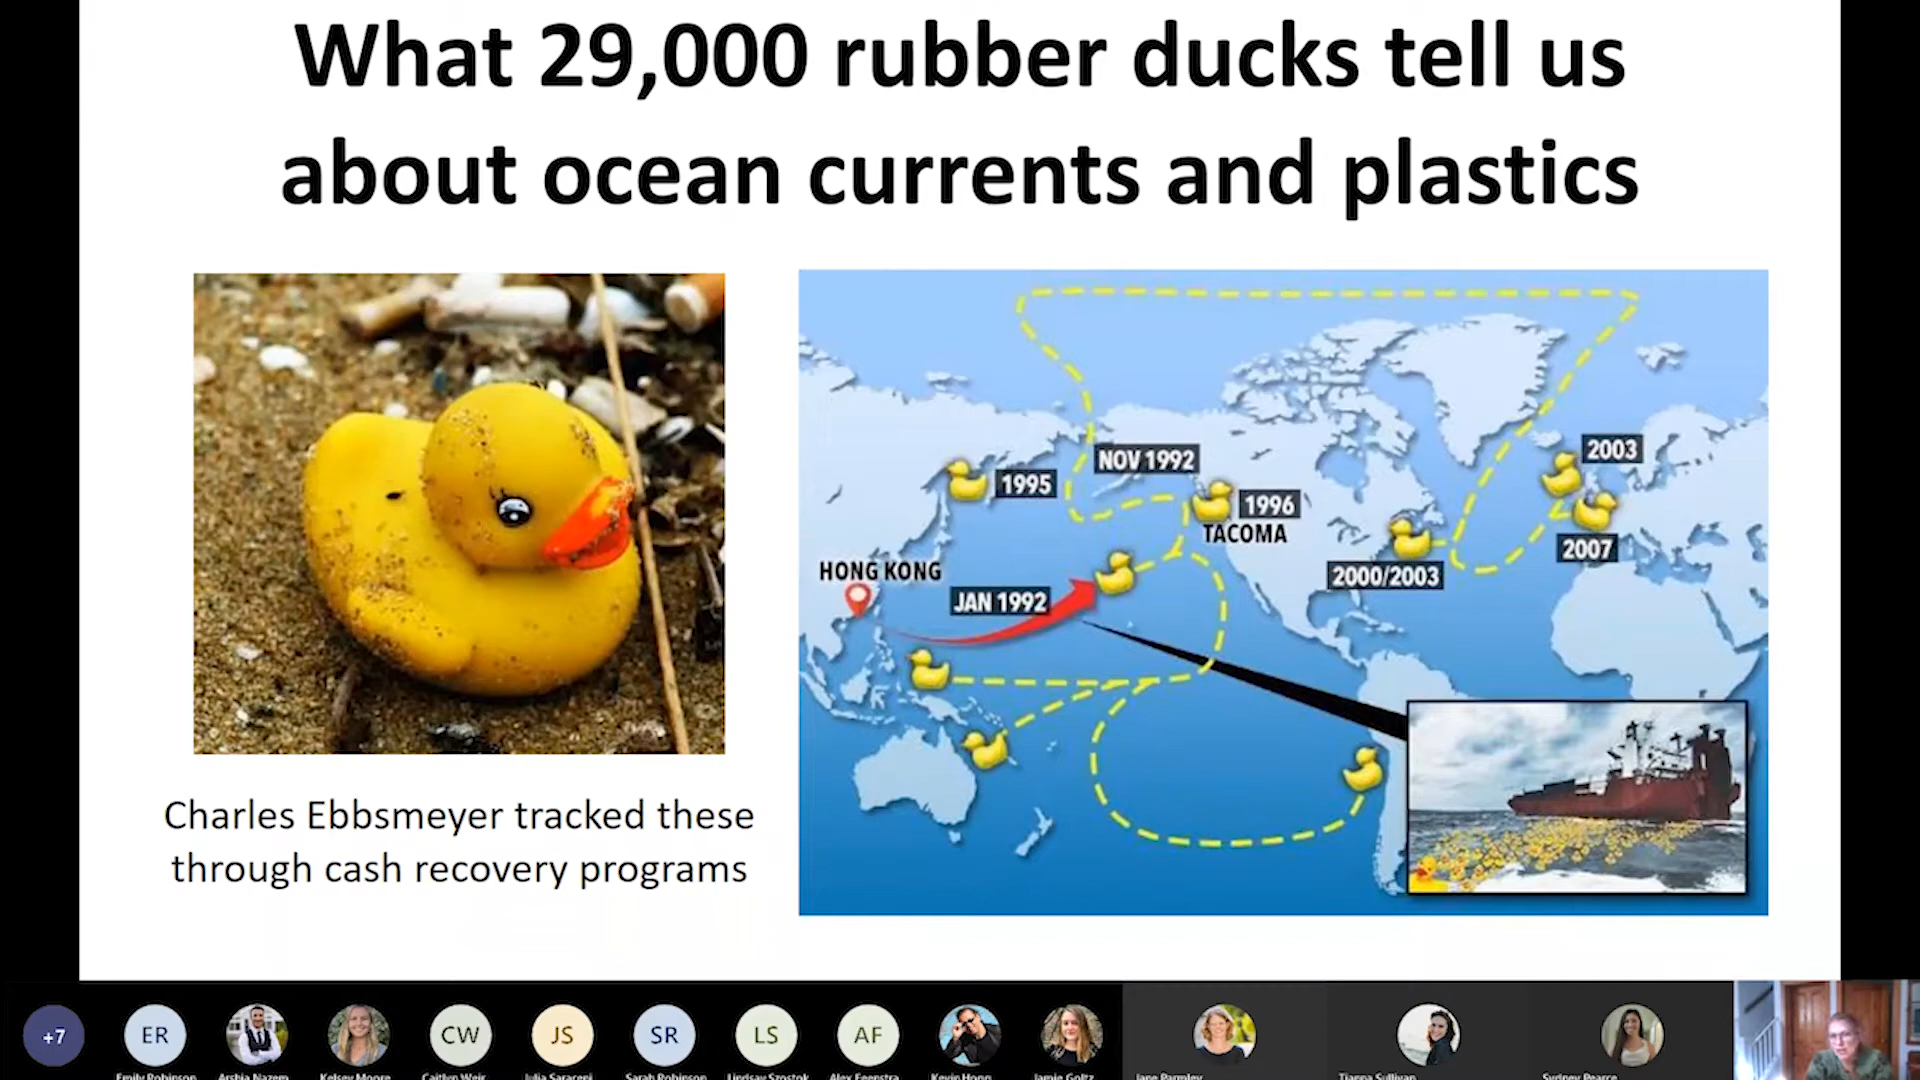 What 29,000 rubber ducks tell us
about ocean currents and plastics
Charles Ebbsmeyer tracked these
through cash recovery programs
2003
NOV 1992
1995
1996
TACOMA
2007
HONG KONG
2000/2003
JAN 1992
+7
ER
CW
JS
SR
LS
AF
Emily Robinson
Arshia Nazem
Kelsey Moore
Caitlyn Weir
Julia Saraceni
Sarah Robinson
Lindsay Szostok
Alex Feenstra
Kevin Hong
Jamie Goltz
Jane Parmley
Tianna Sullivan
Sydney Pearce